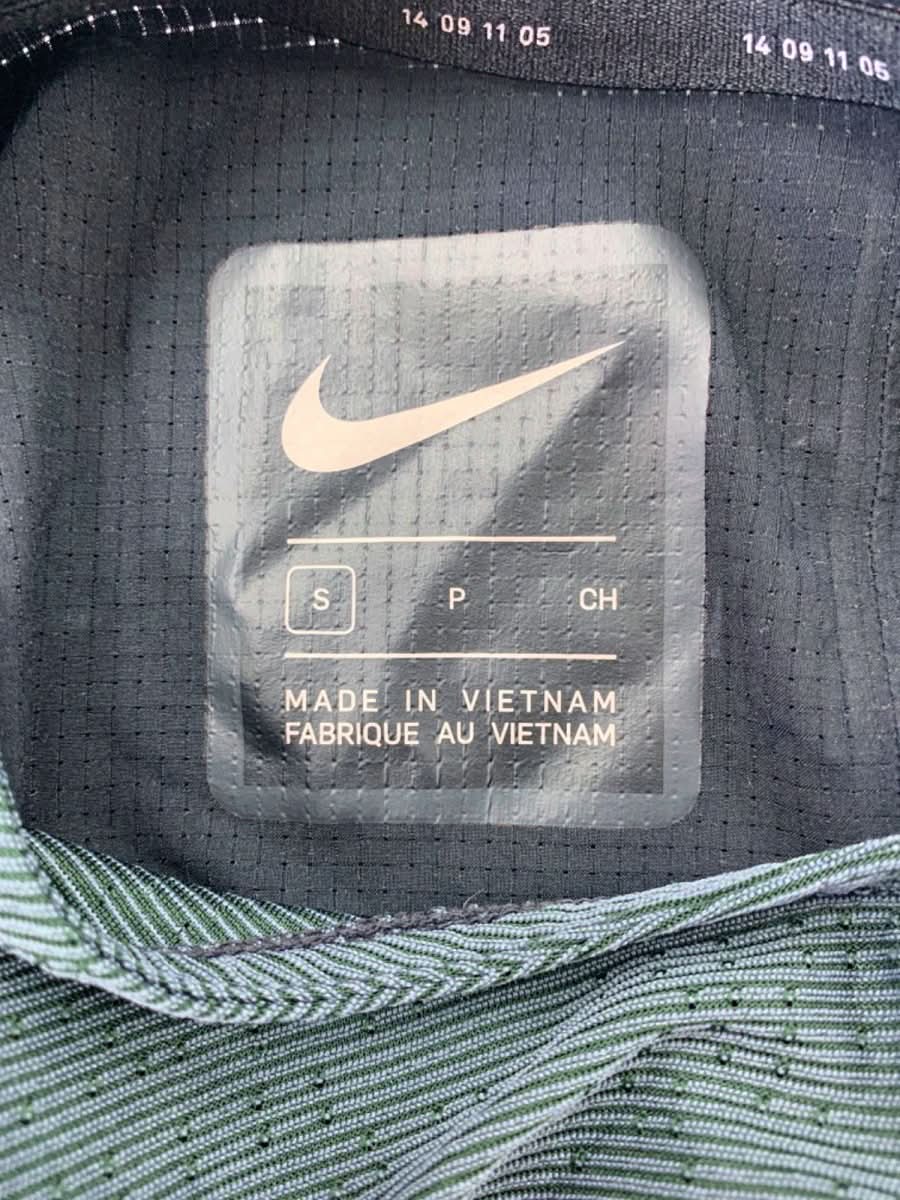 14 09 11 05
14 09 11 05
S P CH
MADE IN VIETNAM
FABRIQUE AU VIETNAM